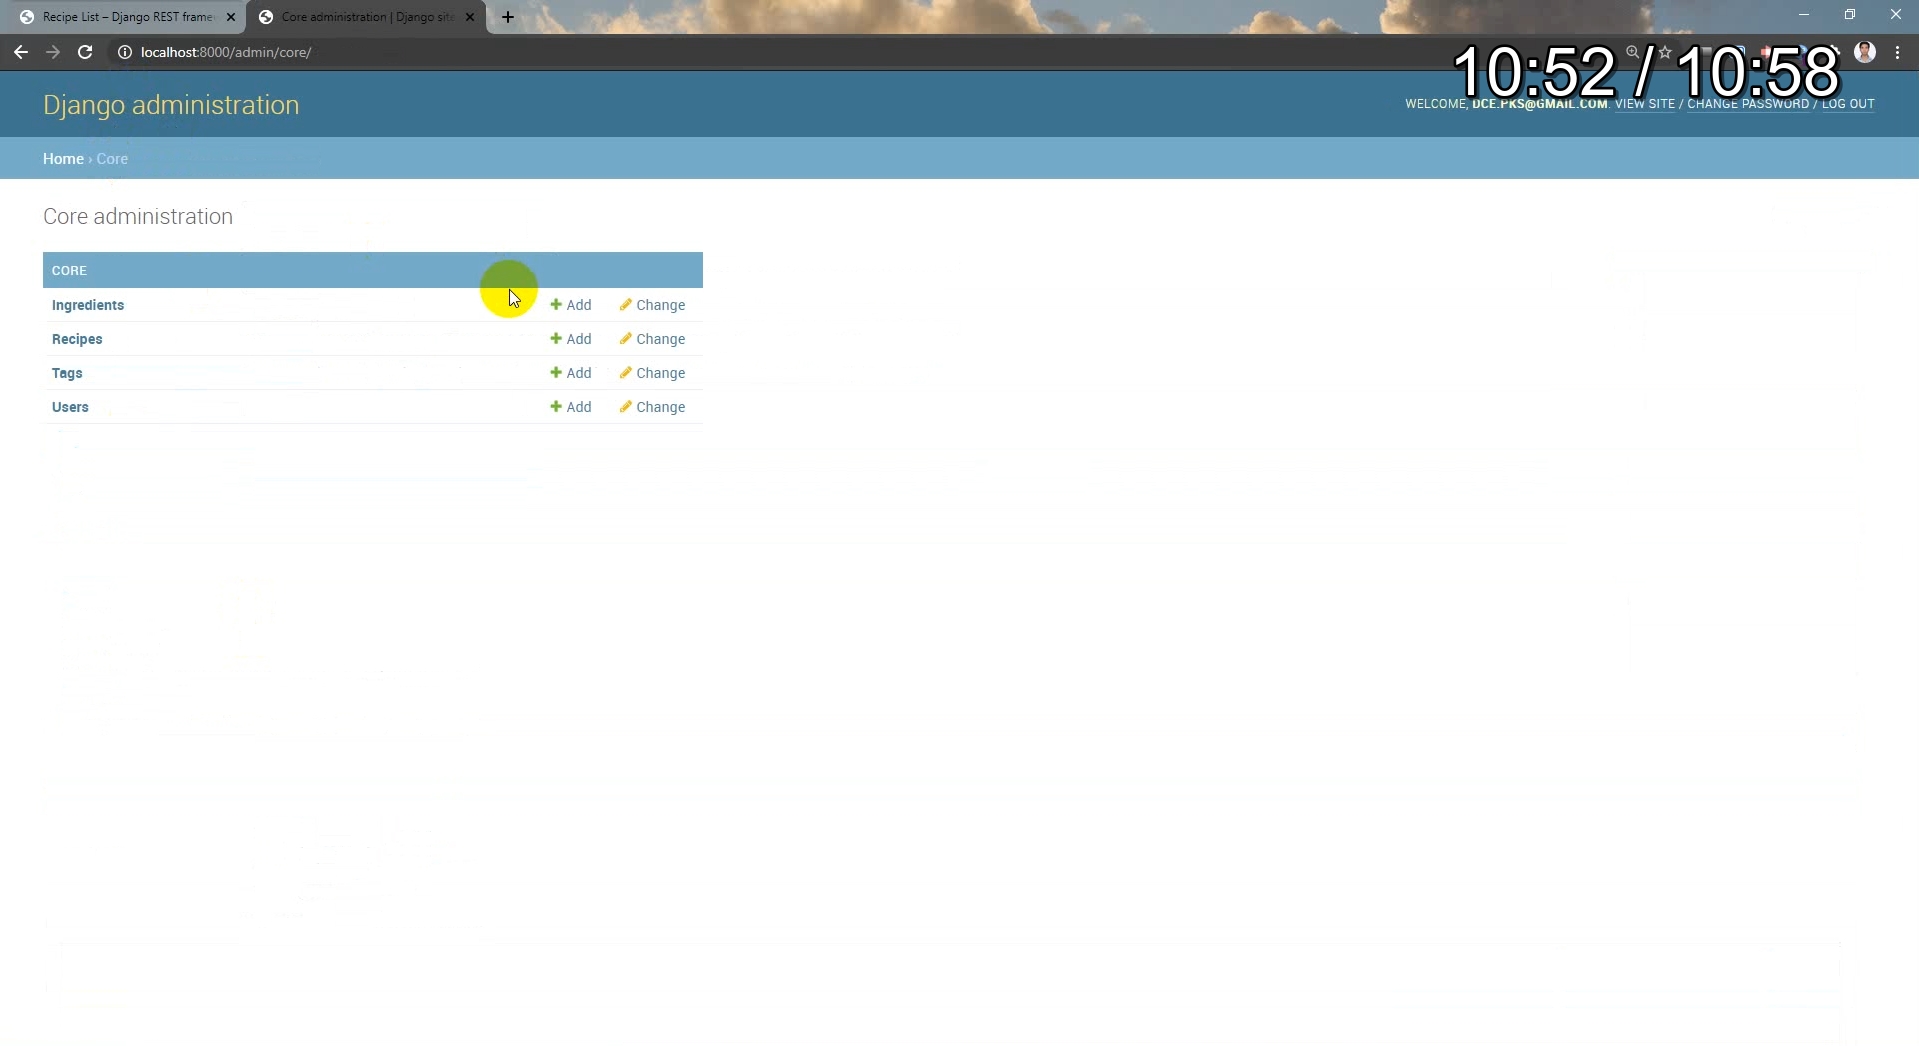 Recipe List – Django REST frame
Core administration | Django site
localhost:8000/admin/core/
10:52 / 10:58
Django administration
WELCOME, DCE.PKS@GMAIL.COM. VIEW SITE / CHANGE PASSWORD / LOG OUT
Home › Core
Core administration
CORE
Ingredients Add Change
Recipes Add Change
Tags Add Change
Users Add Change